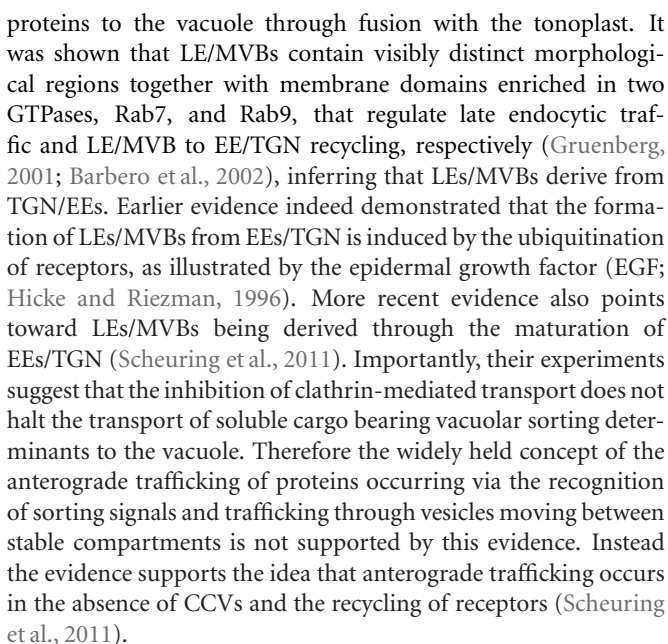 proteins to the vacuole through fusion with the tonoplast. It
was shown that LE/MVBs contain visibly distinct morphologi-
cal regions together with membrane domains enriched in two
GTPases, Rab7, and Rab9, that regulate late endocytic traf-
fic and LE/MVB to EE/TGN recycling, respectively (Gruenberg,
2001; Barbero et al., 2002), inferring that LEs/MVBs derive from
TGN/EEs. Earlier evidence indeed demonstrated that the forma-
tion of LEs/MVBs from EEs/TGN is induced by the ubiquitination
of receptors, as illustrated by the epidermal growth factor (EGF;
Hicke and Riezman, 1996). More recent evidence also points
toward LEs/MVBs being derived through the maturation of
EEs/TGN (Scheuring et al., 2011). Importantly, their experiments
suggest that the inhibition of clathrin-mediated transport does not
halt the transport of soluble cargo bearing vacuolar sorting deter-
minants to the vacuole. Therefore the widely held concept of the
anterograde trafficking of proteins occurring via the recognition
of sorting signals and trafficking through vesicles moving between
stable compartments is not supported by this evidence. Instead
the evidence supports the idea that anterograde trafficking occurs
in the absence of CCVs and the recycling of receptors (Scheuring
et al., 2011).